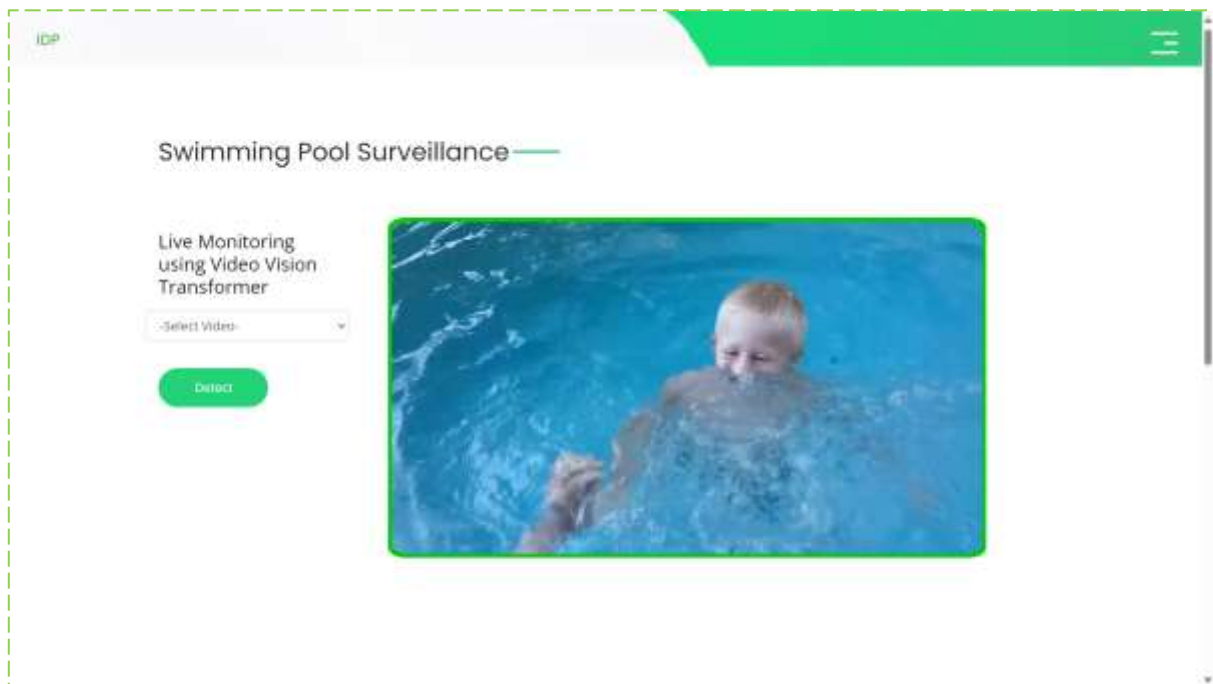 IDP
Swimming Pool Surveillance
Live Monitoring
using Video Vision
Transformer
-Select Video-
Detect